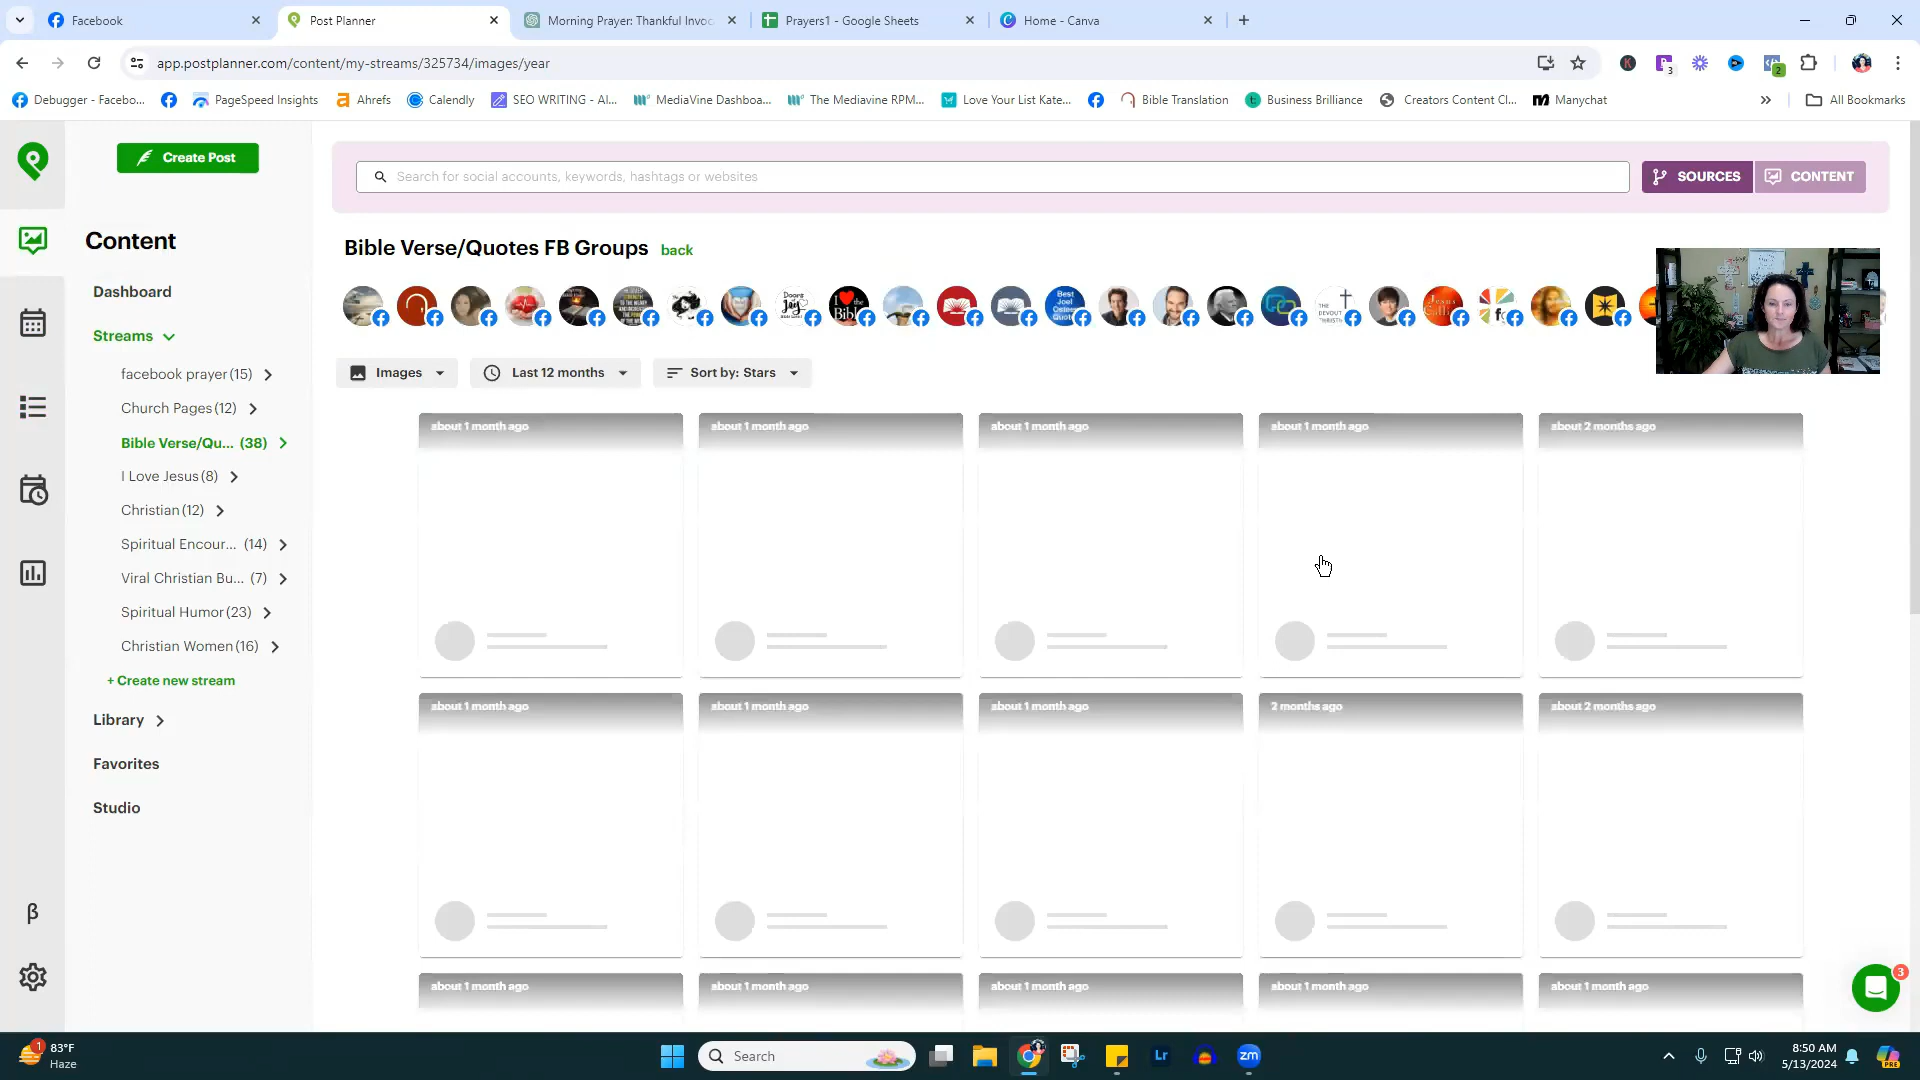 Facebook
Post Planner
Morning Prayer: Thankful Invoc
Prayers1 - Google Sheets
Home - Canva
app.postplanner.com/content/my-streams/325734/images/year
Debugger - Facebo...
PageSpeed Insights
Ahrefs
Calendly
SEO WRITING - AI...
MediaVine Dashboa...
The Mediavine RPM...
Love Your List Kate...
Bible Translation
Business Brilliance
Creators Content Cl...
Manychat
All Bookmarks
Create Post
Search for social accounts, keywords, hashtags or websites
SOURCES
CONTENT
Content
Bible Verse/Quotes FB Groups back
Dashboard
Streams
facebook prayer (15)
Church Pages (12)
Bible Verse/Qu... (38)
I Love Jesus (8)
Christian (12)
Spiritual Encour... (14)
Viral Christian Bu... (7)
Spiritual Humor (23)
Christian Women (16)
+ Create new stream
Library
Favorites
Studio
β
Images
Last 12 months
Sort by: Stars
about 1 month ago
about 1 month ago
about 1 month ago
about 1 month ago
about 2 months ago
about 1 month ago
about 1 month ago
about 1 month ago
2 months ago
about 2 months ago
about 1 month ago
about 1 month ago
about 1 month ago
about 1 month ago
about 1 month ago
3
83°F
Haze
Search
Lr
zm
8:50 AM
5/13/2024